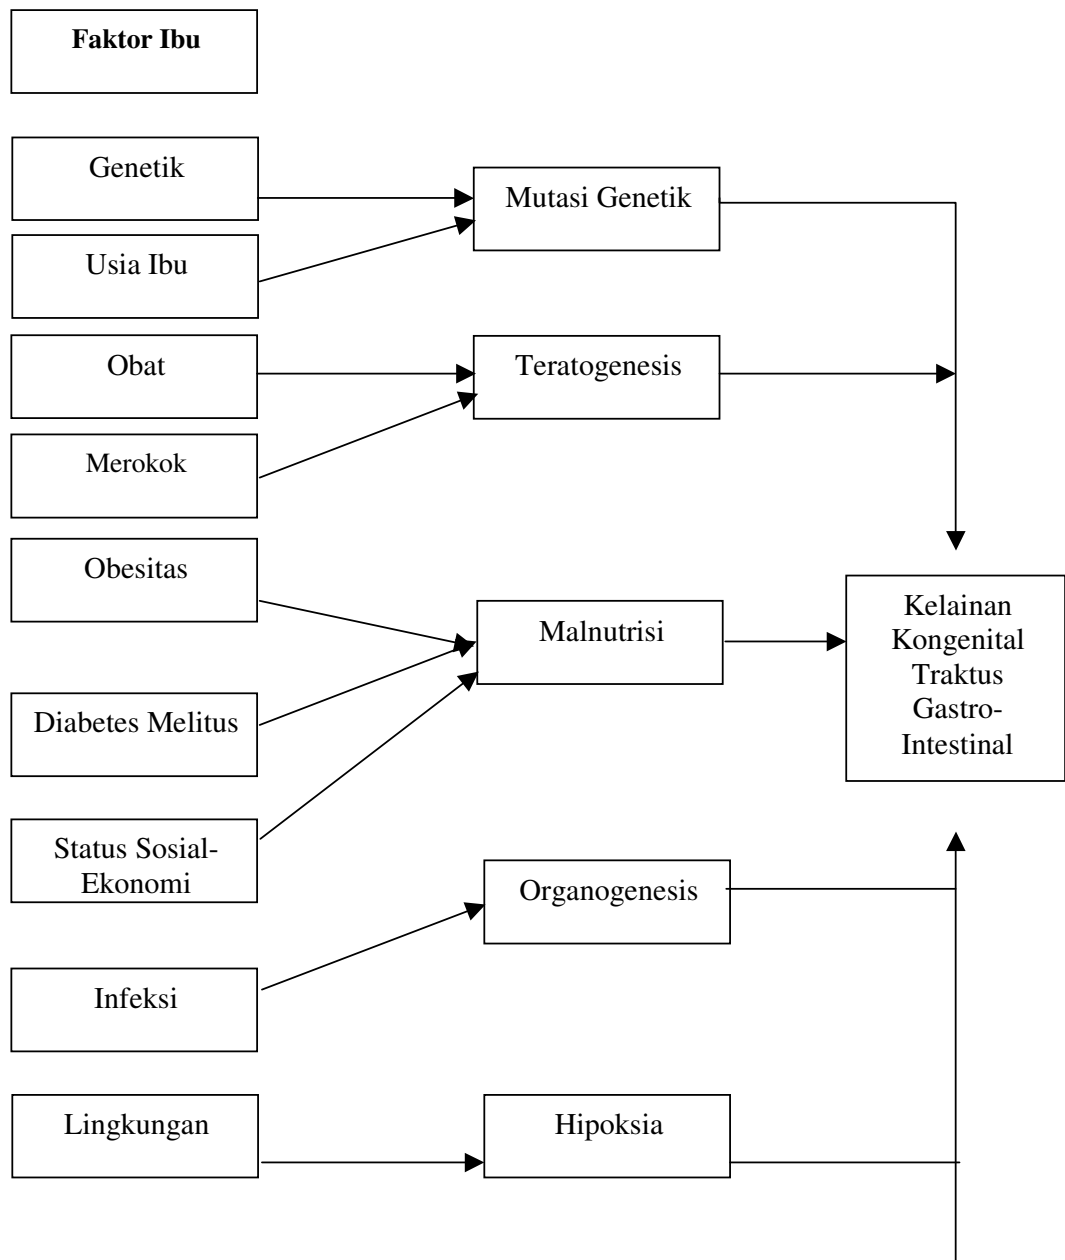 Faktor Ibu
Genetik
Usia Ibu
Obat
Merokok
Obesitas
Diabetes Melitus
Status Sosial-
Ekonomi
Infeksi
Lingkungan
Mutasi Genetik
Teratogenesis
Malnutrisi
Organogenesis
Hipoksia
Kelainan
Kongenital
Traktus
Gastro-
Intestinal